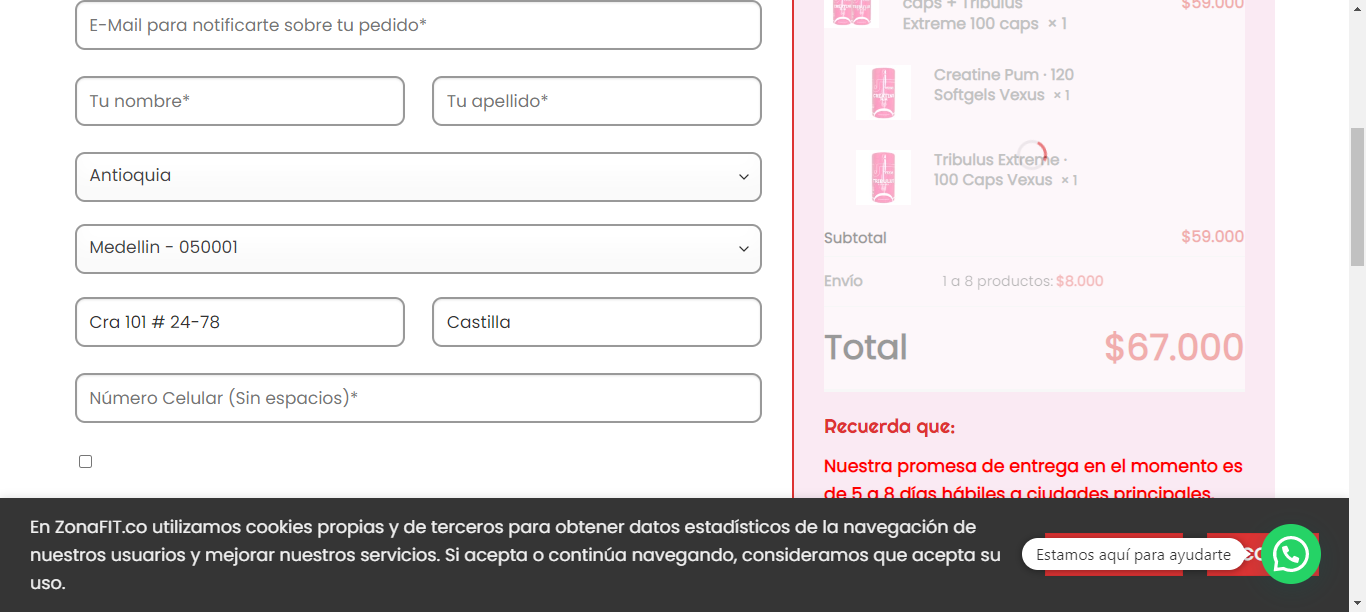 E-Mail para notificarte sobre tu pedido*
Tu nombre*
Tu apellido*
Antioquia
Medellin - 050001
Cra 101 # 24-78
Castilla
Número Celular (Sin espacios)*
caps + Tribulus
Extreme 100 caps × 1
$59.000
Creatine Pum · 120
Softgels Vexus × 1
Tribulus Extreme ·
100 Caps Vexus × 1
Subtotal
$59.000
Envío
1 a 8 productos: $8.000
Total
$67.000
Recuerda que:
Nuestra promesa de entrega en el momento es
de 5 a 8 días hábiles a ciudades principales.
En ZonaFIT.co utilizamos cookies propias y de terceros para obtener datos estadísticos de la navegación de
nuestros usuarios y mejorar nuestros servicios. Si acepta o continúa navegando, consideramos que acepta su
uso.
Estamos aquí para ayudarte